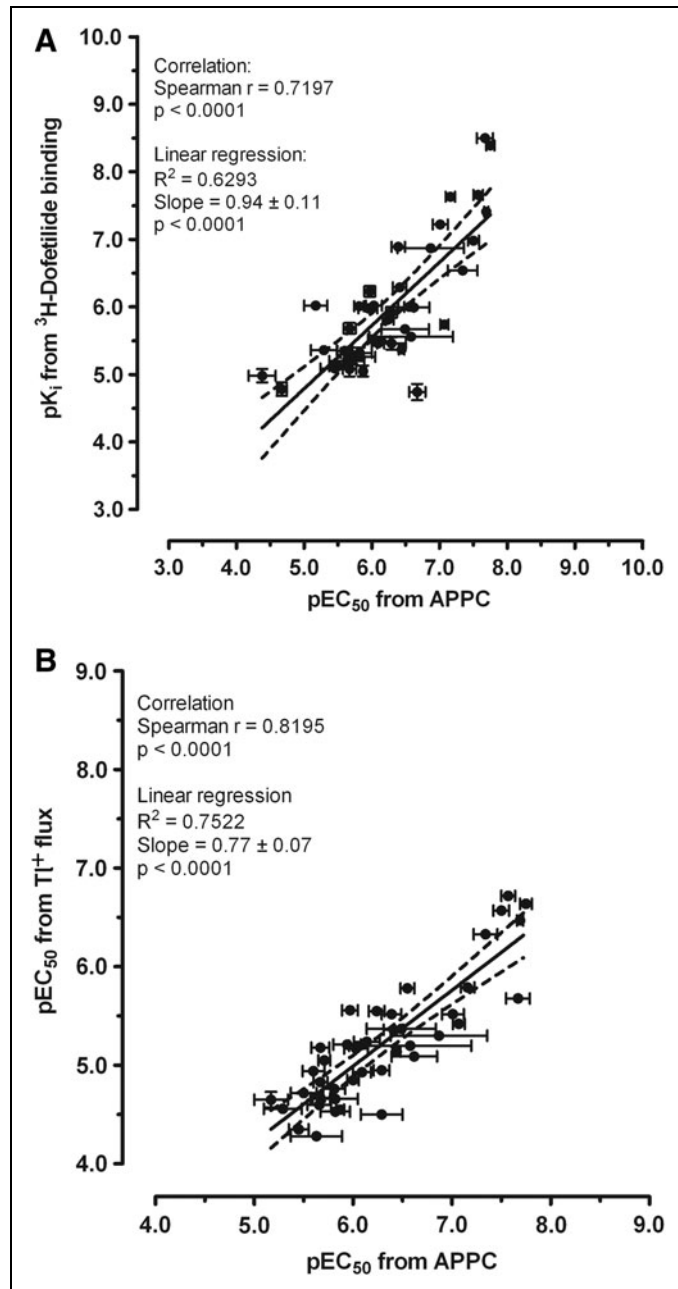 A
10.0
9.0
8.0
7.0
6.0
5.0
4.0
3.0
pKi from 3H-Dofetilide binding
Correlation:
Spearman r = 0.7197
p < 0.0001
Linear regression:
R2 = 0.6293
Slope = 0.94 ± 0.11
p < 0.0001
3.0 4.0 5.0 6.0 7.0 8.0 9.0 10.0
pEC50 from APPC
B
9.0
8.0
7.0
6.0
5.0
4.0
pEC50 from Tl+ flux
Correlation
Spearman r = 0.8195
p < 0.0001
Linear regression
R2 = 0.7522
Slope = 0.77 ± 0.07
p < 0.0001
4.0 5.0 6.0 7.0 8.0 9.0
pEC50 from APPC